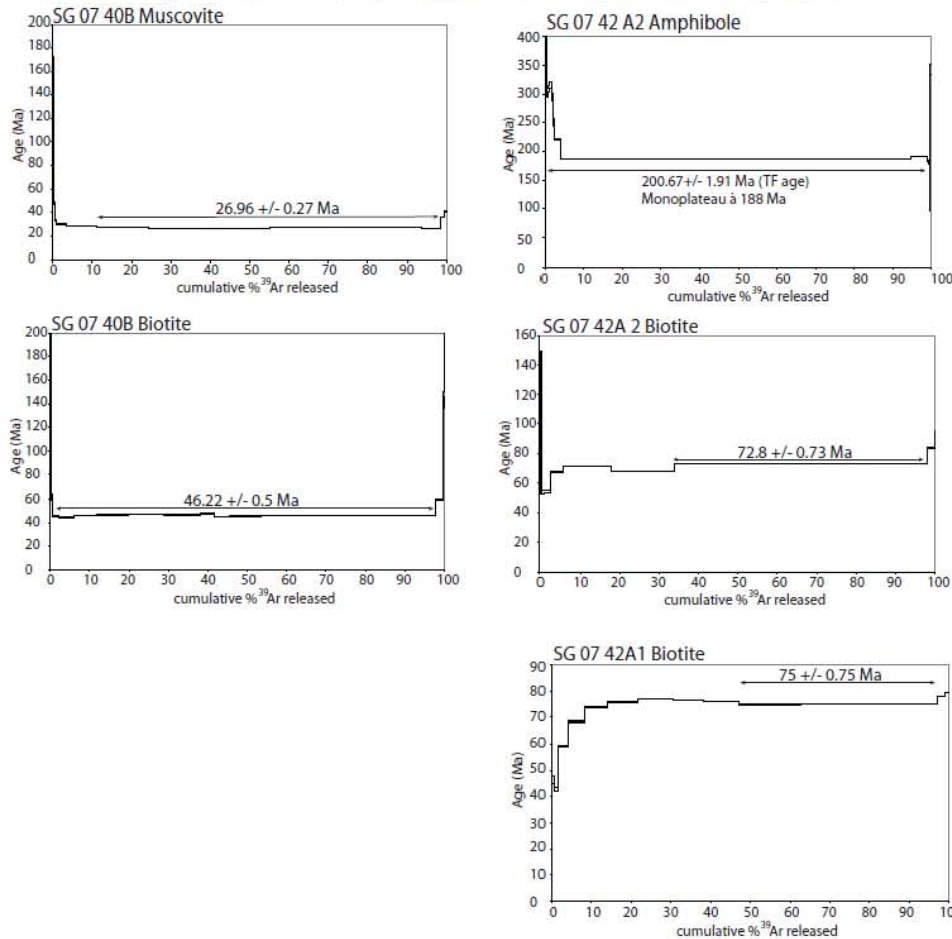 SG 07 40B Muscovite
200
180
160
140
120
100
80
60
40
20
0
Age (Ma)
26.96 +/- 0.27 Ma
0 10 20 30 40 50 60 70 80 90 100
cumulative % ³⁹Ar released
SG 07 42 A2 Amphibole
400
350
300
250
200
150
100
50
0
Age (Ma)
200.67+/- 1.91 Ma (TF age)
Monoplateau à 188 Ma
0 10 20 30 40 50 60 70 80 90 100
cumulative % ³⁹Ar released
SG 07 40B Biotite
200
180
160
140
120
100
80
60
40
20
0
Age (Ma)
46.22 +/- 0.5 Ma
0 10 20 30 40 50 60 70 80 90 100
cumulative % ³⁹Ar released
SG 07 42A 2 Biotite
160
140
120
100
80
60
40
20
0
Age (Ma)
72.8 +/- 0.73 Ma
0 10 20 30 40 50 60 70 80 90 100
cumulative % ³⁹Ar released
SG 07 42A1 Biotite
90
80
70
60
50
40
30
20
10
0
Age (Ma)
75 +/- 0.75 Ma
0 10 20 30 40 50 60 70 80 90 100
cumulative % ³⁹Ar released